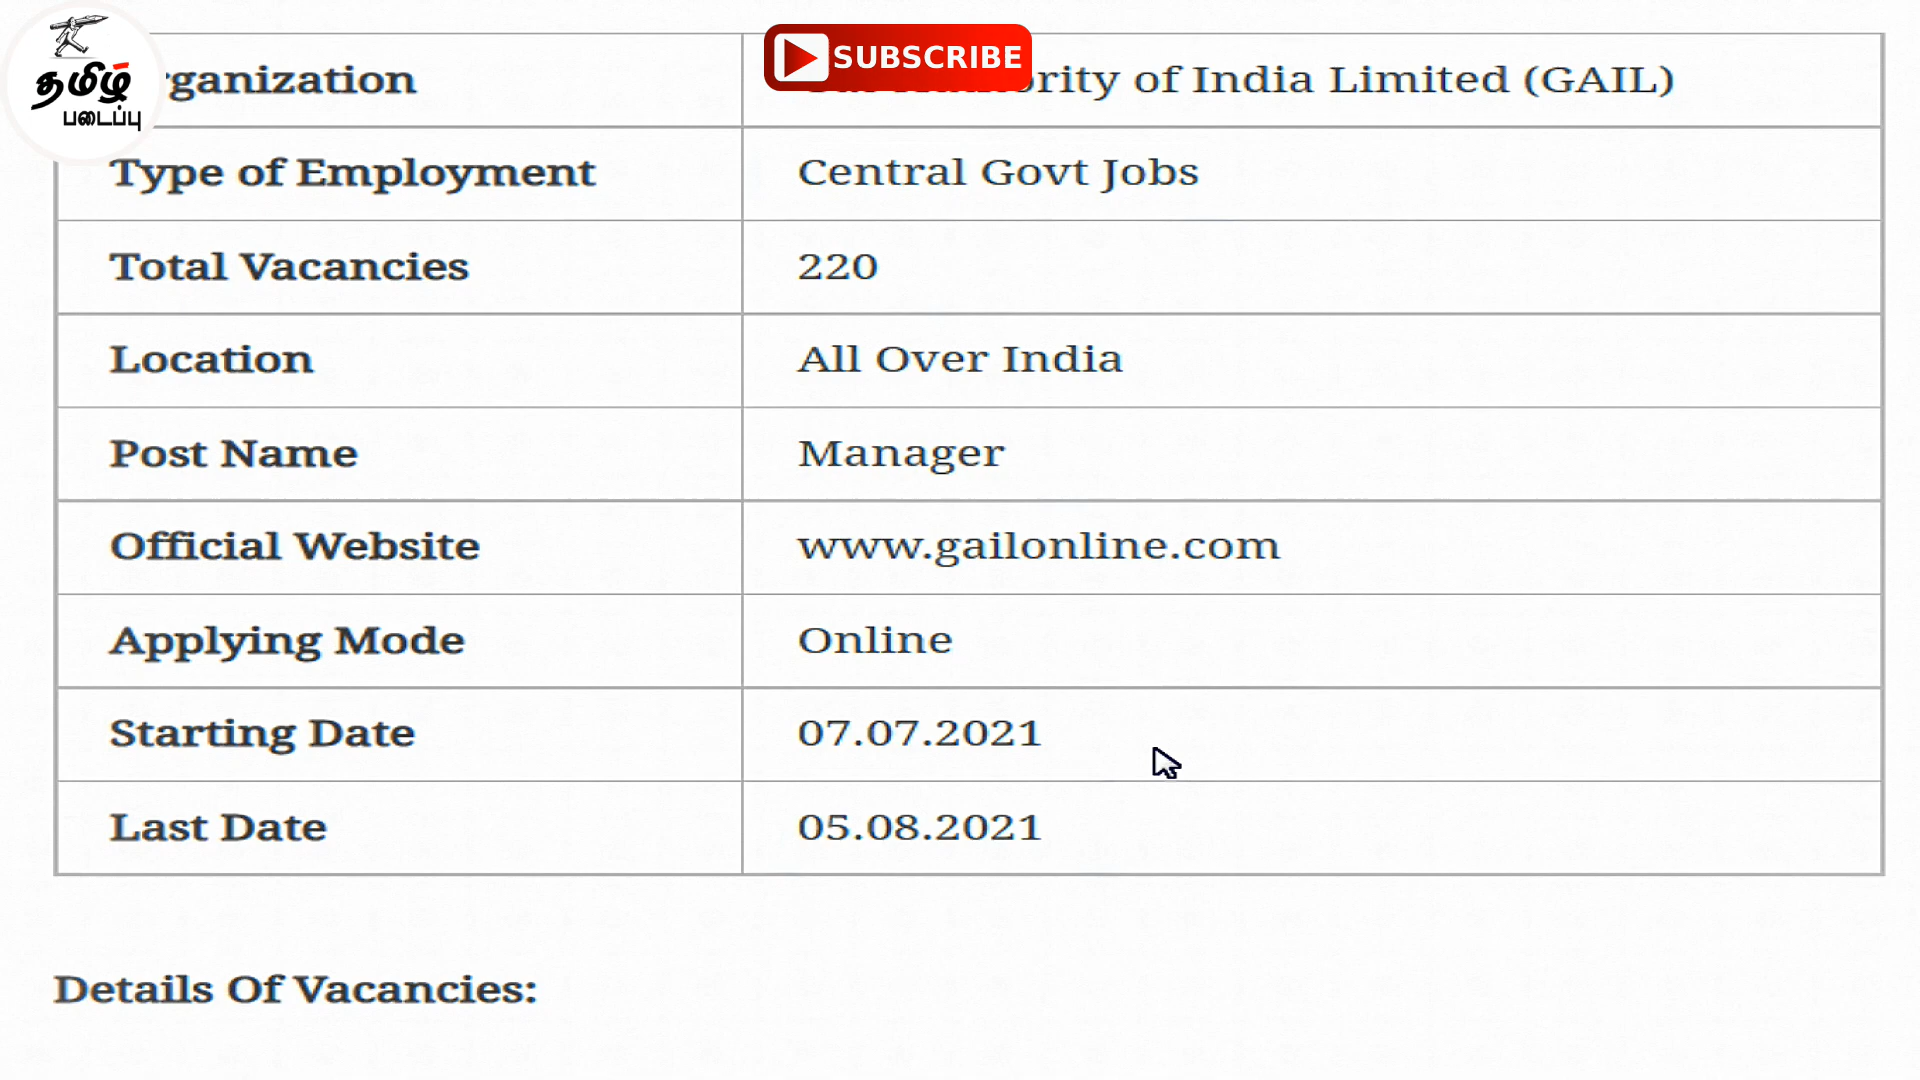 தமிழ்
படைப்பு
SUBSCRIBE
ganization ority of India Limited (GAIL)
Type of Employment Central Govt Jobs
Total Vacancies 220
Location All Over India
Post Name Manager
Official Website www.gailonline.com
Applying Mode Online
Starting Date 07.07.2021
Last Date 05.08.2021
Details Of Vacancies: